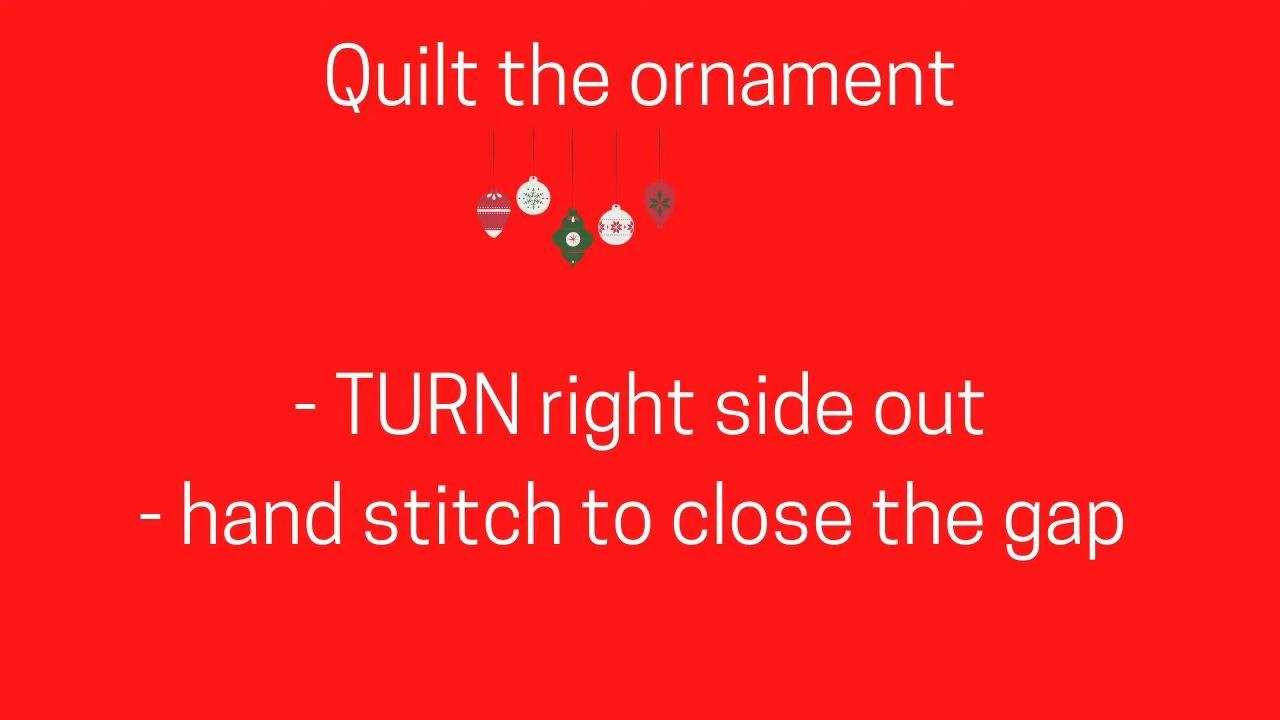 Quilt the ornament
- TURN right side out
- hand stitch to close the gap